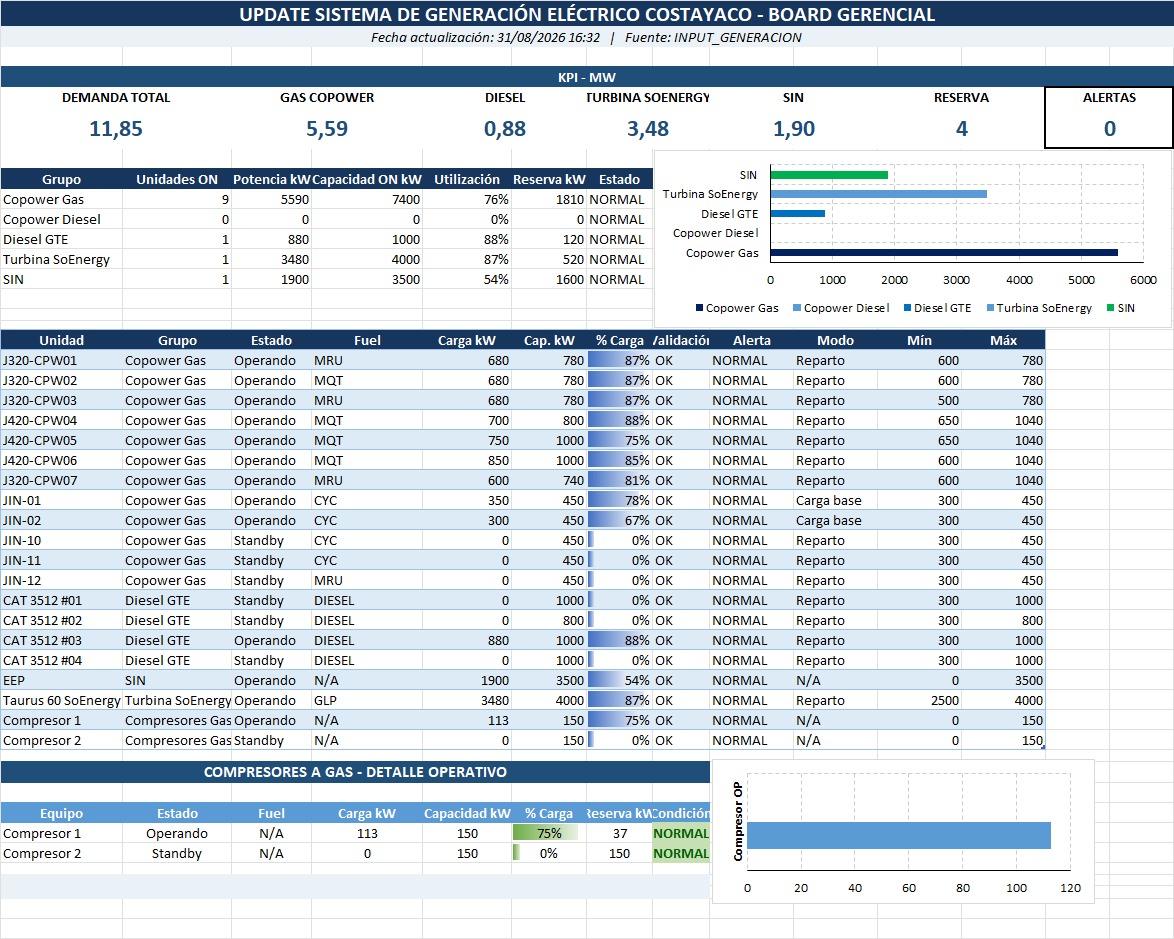 UPDATE SISTEMA DE GENERACIÓN ELÉCTRICO COSTAYACO - BOARD GERENCIAL
Fecha actualización: 31/08/2026 16:32 | Fuente: INPUT_GENERACION
KPI - MW
DEMANDA TOTAL GAS COPOWER DIESEL TURBINA SOENERGY SIN RESERVA ALERTAS
11,85 5,59 0,88 3,48 1,90 4 0
Grupo Unidades ON Potencia kW Capacidad ON kW Utilización Reserva kW Estado
Copower Gas 9 5590 7400 76% 1810 NORMAL
Copower Diesel 0 0 0 0% 0 NORMAL
Diesel GTE 1 880 1000 88% 120 NORMAL
Turbina SoEnergy 1 3480 4000 87% 520 NORMAL
SIN 1 1900 3500 54% 1600 NORMAL
SIN
Turbina SoEnergy
Diesel GTE
Copower Diesel
Copower Gas
0 1000 2000 3000 4000 5000 6000
Copower Gas Copower Diesel Diesel GTE Turbina SoEnergy SIN
Unidad Grupo Estado Fuel Carga kW Cap. kW % Carga Validación Alerta Modo Mín Máx
J320-CPW01 Copower Gas Operando MRU 680 780 87% OK NORMAL Reparto 600 780
J320-CPW02 Copower Gas Operando MQT 680 780 87% OK NORMAL Reparto 600 780
J320-CPW03 Copower Gas Operando MRU 680 780 87% OK NORMAL Reparto 500 780
J420-CPW04 Copower Gas Operando MQT 700 800 88% OK NORMAL Reparto 650 1040
J420-CPW05 Copower Gas Operando MQT 750 1000 75% OK NORMAL Reparto 650 1040
J420-CPW06 Copower Gas Operando MQT 850 1000 85% OK NORMAL Reparto 600 1040
J320-CPW07 Copower Gas Operando MRU 600 740 81% OK NORMAL Reparto 600 1040
JIN-01 Copower Gas Operando CYC 350 450 78% OK NORMAL Carga base 300 450
JIN-02 Copower Gas Operando CYC 300 450 67% OK NORMAL Carga base 300 450
JIN-10 Copower Gas Standby CYC 0 450 0% OK NORMAL Reparto 300 450
JIN-11 Copower Gas Standby CYC 0 450 0% OK NORMAL Reparto 300 450
JIN-12 Copower Gas Standby MRU 0 450 0% OK NORMAL Reparto 300 450
CAT 3512 #01 Diesel GTE Standby DIESEL 0 1000 0% OK NORMAL Reparto 300 1000
CAT 3512 #02 Diesel GTE Standby DIESEL 0 800 0% OK NORMAL Reparto 300 800
CAT 3512 #03 Diesel GTE Operando DIESEL 880 1000 88% OK NORMAL Reparto 300 1000
CAT 3512 #04 Diesel GTE Standby DIESEL 0 1000 0% OK NORMAL Reparto 300 1000
EEP SIN Operando N/A 1900 3500 54% OK NORMAL N/A 0 3500
Taurus 60 SoEnergy Turbina SoEnergy Operando GLP 3480 4000 87% OK NORMAL Reparto 2500 4000
Compresor 1 Compresores Gas Operando N/A 113 150 75% OK NORMAL N/A 0 150
Compresor 2 Compresores Gas Standby N/A 0 150 0% OK NORMAL N/A 0 150
COMPRESORES A GAS - DETALLE OPERATIVO
Equipo Estado Fuel Carga kW Capacidad kW % Carga Reserva kW Condición
Compresor 1 Operando N/A 113 150 75% 37 NORMAL
Compresor 2 Standby N/A 0 150 0% 150 NORMAL
Compresor OP
0 20 40 60 80 100 120